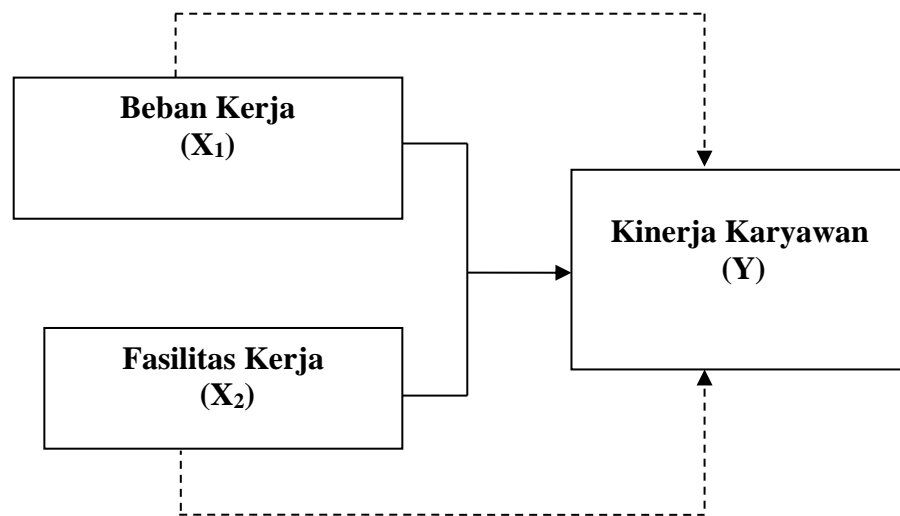 Beban Kerja
(X₁)
Kinerja Karyawan
(Y)
Fasilitas Kerja
(X₂)